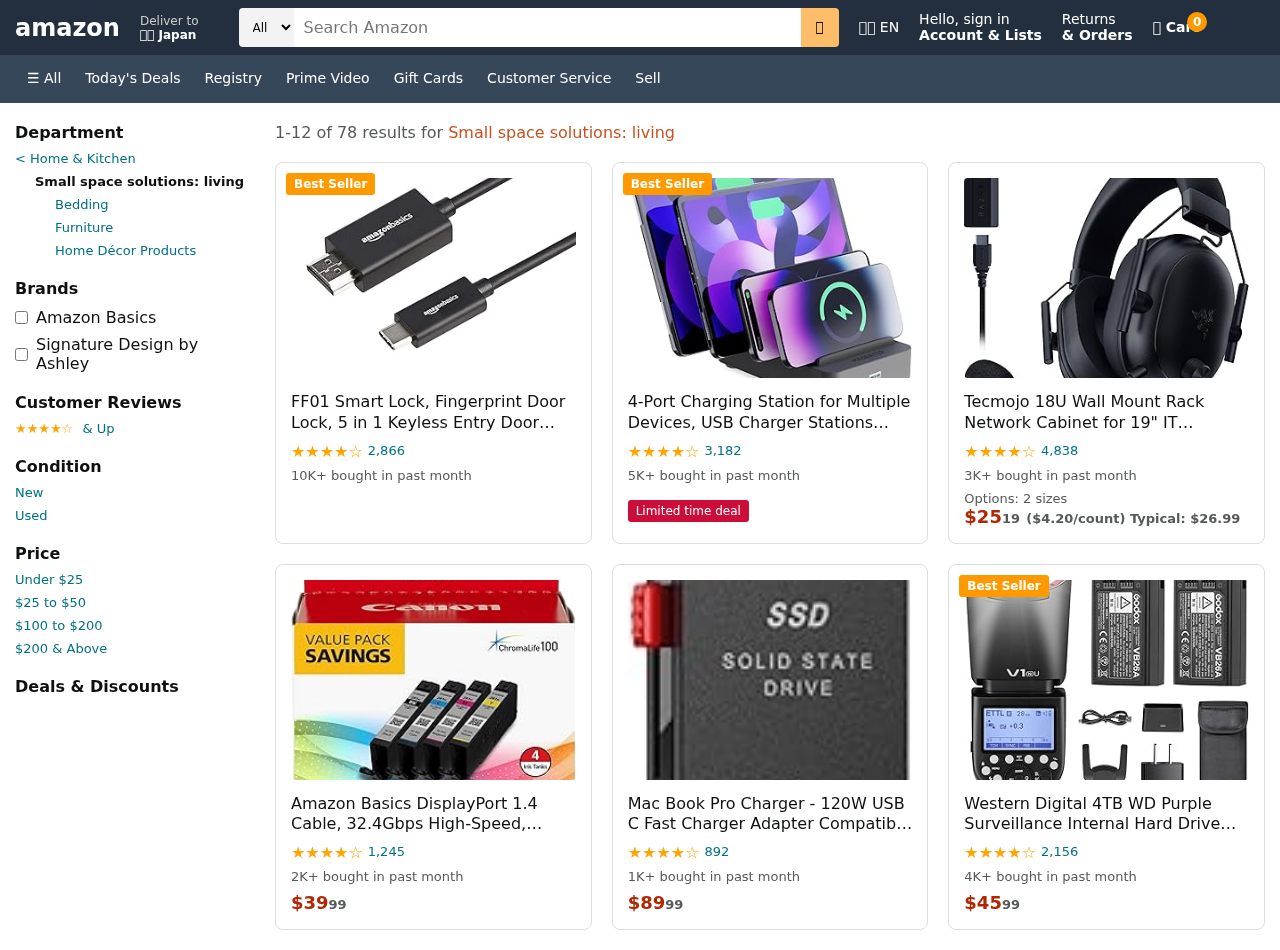 amazon
Deliver to
Japan
All
Search Amazon
EN
Hello, sign in
Account & Lists
Returns
& Orders
0
☰ All
Today's Deals
Registry
Prime Video
Gift Cards
Customer Service
Sell
Department
< Home & Kitchen
Small space solutions: living
Bedding
Furniture
Home Décor Products
Brands
Amazon Basics
Signature Design by
Ashley
Customer Reviews
★★★★☆ & Up
Condition
New
Used
Price
Under $25
$25 to $50
$100 to $200
$200 & Above
Deals & Discounts
1-12 of 78 results for Small space solutions: living
Best Seller
amazonbasics
amazonbasics
FF01 Smart Lock, Fingerprint Door
Lock, 5 in 1 Keyless Entry Door...
★★★★☆ 2,866
10K+ bought in past month
Best Seller
4-Port Charging Station for Multiple
Devices, USB Charger Stations...
★★★★☆ 3,182
5K+ bought in past month
Limited time deal
Tecmojo 18U Wall Mount Rack
Network Cabinet for 19" IT...
★★★★☆ 4,838
3K+ bought in past month
Options: 2 sizes
$25 19 ($4.20/count) Typical: $26.99
Canon
VALUE PACK
SAVINGS
ChromaLife100
4
Ink Tanks
Amazon Basics DisplayPort 1.4
Cable, 32.4Gbps High-Speed,...
★★★★☆ 1,245
2K+ bought in past month
$39 99
SSD
SOLID STATE
DRIVE
Mac Book Pro Charger - 120W USB
C Fast Charger Adapter Compatib...
★★★★☆ 892
1K+ bought in past month
$89 99
Best Seller
V1
ETTL
+0.3
Godox
VB26A
Godox
VB26A
Western Digital 4TB WD Purple
Surveillance Internal Hard Drive...
★★★★☆ 2,156
4K+ bought in past month
$45 99